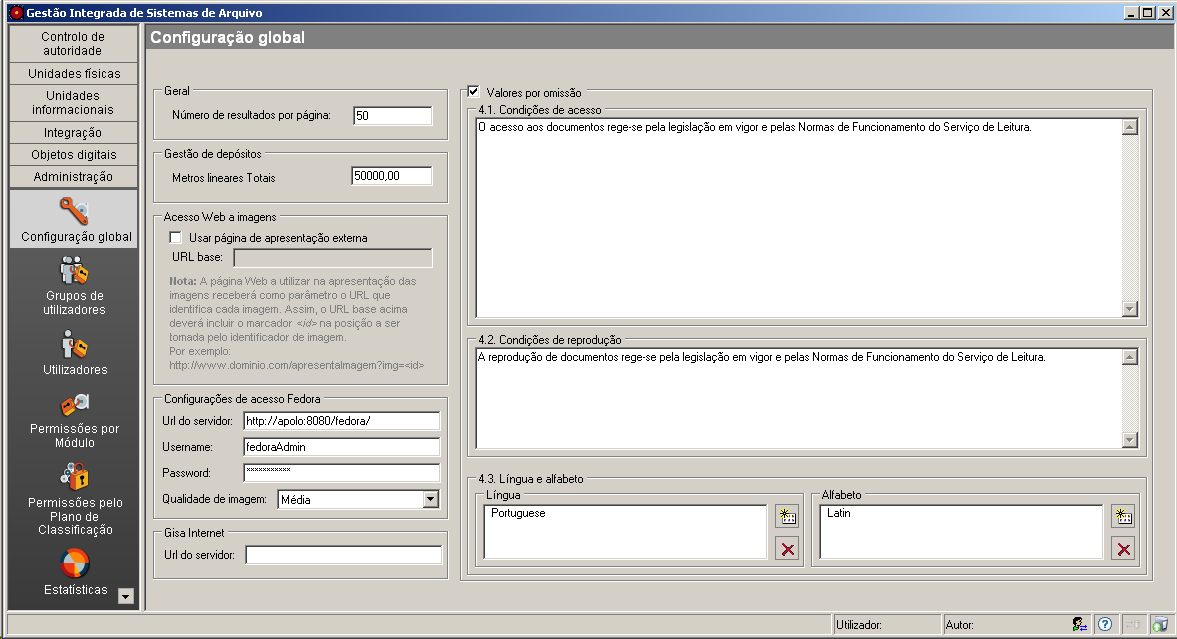 Gestão Integrada de Sistemas de Arquivo
Controlo de
autoridade
Unidades físicas
Unidades
informacionais
Integração
Objetos digitais
Administração
Configuração global
Grupos de
utilizadores
Utilizadores
Permissões por
Módulo
Permissões pelo
Plano de
Classificação
Estatísticas
Configuração global
Geral
Número de resultados por página:
50
Gestão de depósitos
Metros lineares Totais
50000,00
Acesso Web a imagens
Usar página de apresentação externa
URL base:
Nota: A página Web a utilizar na apresentação das
imagens receberá como parâmetro o URL que
identifica cada imagem. Assim, o URL base acima
deverá incluir o marcador <id> na posição a ser
tomada pelo identificador de imagem.
Por exemplo:
http://www.dominio.com/apresentaImagem?img=<id>
Configurações de acesso Fedora
Url do servidor:
http://apolo:8080/fedora/
Username:
fedoraAdmin
Password:
***********
Qualidade de imagem:
Média
Gisa Internet
Url do servidor:
Valores por omissão
4.1. Condições de acesso
O acesso aos documentos rege-se pela legislação em vigor e pelas Normas de Funcionamento do Serviço de Leitura.
4.2. Condições de reprodução
A reprodução de documentos rege-se pela legislação em vigor e pelas Normas de Funcionamento do Serviço de Leitura.
4.3. Língua e alfabeto
Língua
Portuguese
Alfabeto
Latin
Utilizador:
Autor: